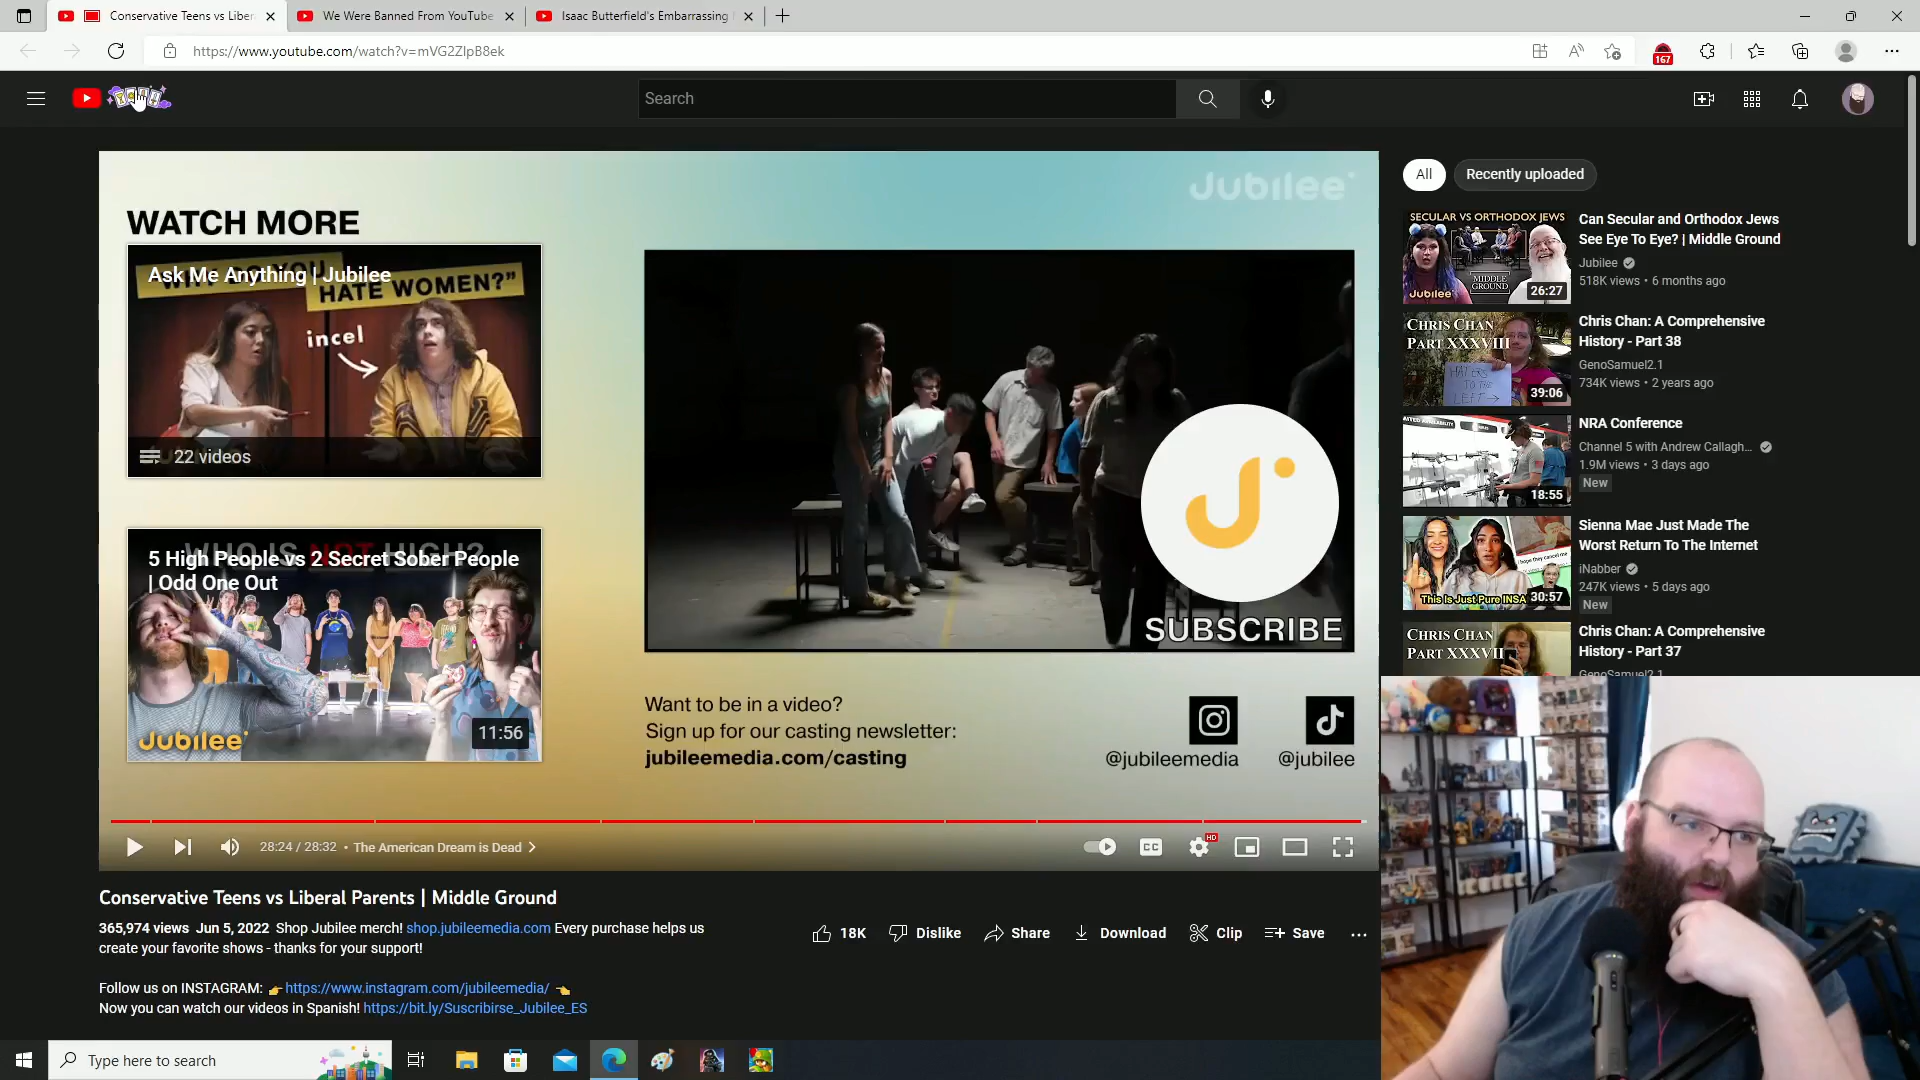 Conservative Teens vs Liber
We Were Banned From YouTube
Isaac Butterfield's Embarrassing
https://www.youtube.com/watch?v=mVG2ZlpB8ek
167
Search
All
Recently uploaded
Jubilee
WATCH MORE
Ask Me Anything | Jubilee
HATE WOMEN?"
incel
22 videos
5 High People vs 2 Secret Sober People
| Odd One Out
Jubilee
11:56
SUBSCRIBE
Want to be in a video?
Sign up for our casting newsletter:
jubileemedia.com/casting
@jubileemedia
@jubilee
28:24 / 28:32 • The American Dream is Dead
CC
HD
Conservative Teens vs Liberal Parents | Middle Ground
365,974 views Jun 5, 2022 Shop Jubilee merch! shop.jubileemedia.com Every purchase helps us
create your favorite shows - thanks for your support!
18K
Dislike
Share
Download
Clip
Save
Follow us on INSTAGRAM: 👉https://www.instagram.com/jubileemedia/ 👈
Now you can watch our videos in Spanish! https://bit.ly/Suscribirse_Jubilee_ES
SECULAR VS ORTHODOX JEWS
MIDDLE
GROUND
Jubilee
26:27
Can Secular and Orthodox Jews
See Eye To Eye? | Middle Ground
Jubilee
518K views • 6 months ago
CHRIS CHAN
PART XXXVIII
HATERS
TO THE
LEFT→
39:06
Chris Chan: A Comprehensive
History - Part 38
GenoSamuel2.1
734K views • 2 years ago
18:55
NRA Conference
Channel 5 with Andrew Callagh...
1.9M views • 3 days ago
New
This Is Just Pure INSA
30:57
Sienna Mae Just Made The
Worst Return To The Internet
iNabber
247K views • 5 days ago
New
CHRIS CHAN
PART XXXVII
Chris Chan: A Comprehensive
History - Part 37
GenoSamuel2.1
Type here to search